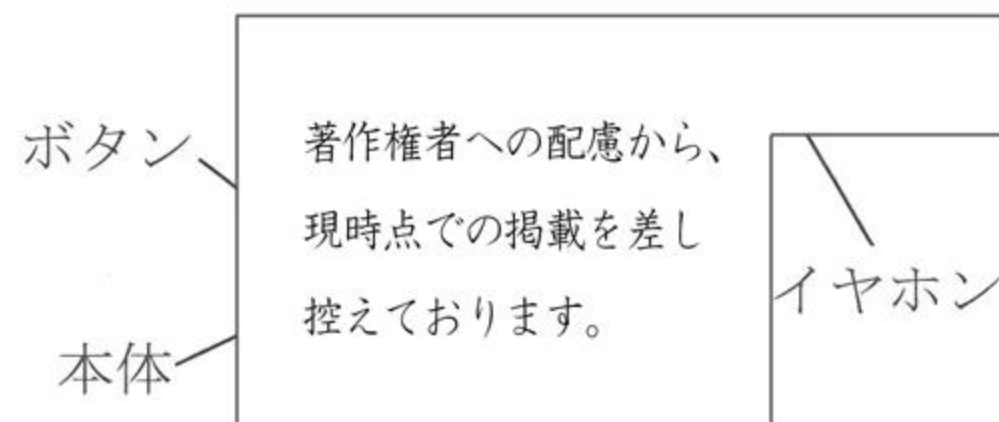 ボタン
本体
著作権者への配慮から、
現時点での掲載を差し
控えております。
イヤホン